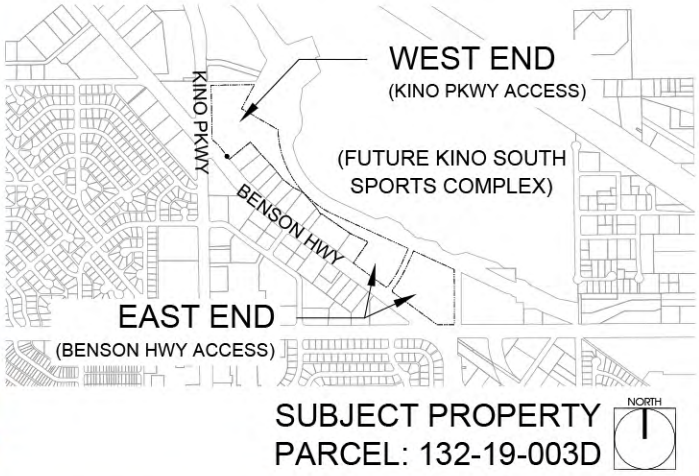 WEST END
(KINO PKWY ACCESS)
KINO PKWY
(FUTURE KINO SOUTH
SPORTS COMPLEX)
BENSON HWY
EAST END
(BENSON HWY ACCESS)
SUBJECT PROPERTY
PARCEL: 132-19-003D
NORTH